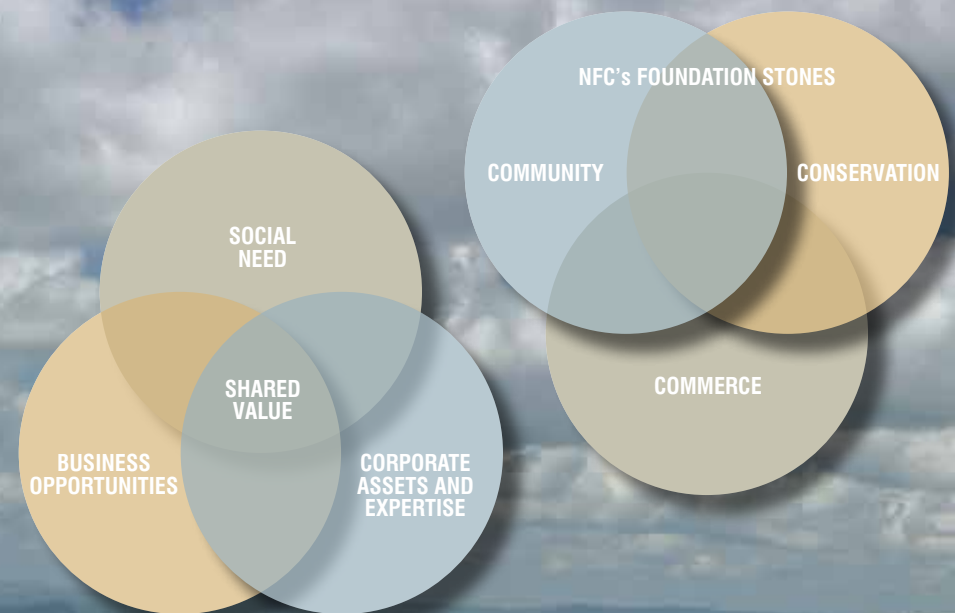 NFC's FOUNDATION STONES
COMMUNITY
CONSERVATION
COMMERCE
SOCIAL
NEED
SHARED
VALUE
BUSINESS
OPPORTUNITIES
CORPORATE
ASSETS AND
EXPERTISE